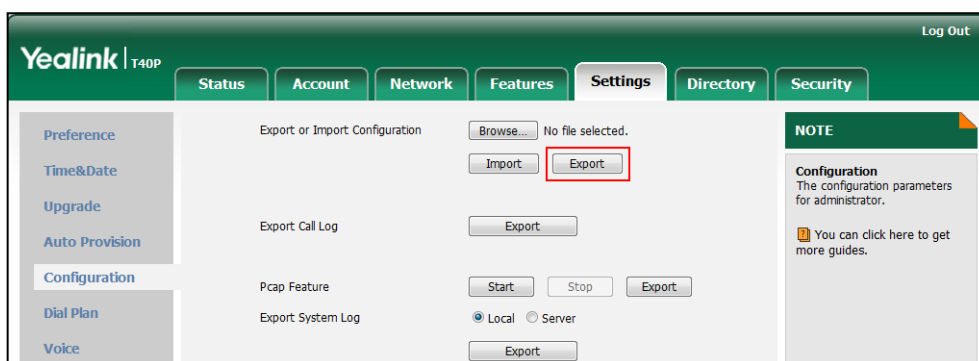 Log Out
Yealink | T40P
Status Account Network Features Settings Directory Security
Preference
Time&Date
Upgrade
Auto Provision
Configuration
Dial Plan
Voice
Export or Import Configuration Browse... No file selected.
Import Export
Export Call Log Export
Pcap Feature Start Stop Export
Export System Log Local Server
Export
NOTE
Configuration
The configuration parameters
for administrator.
? You can click here to get
more guides.